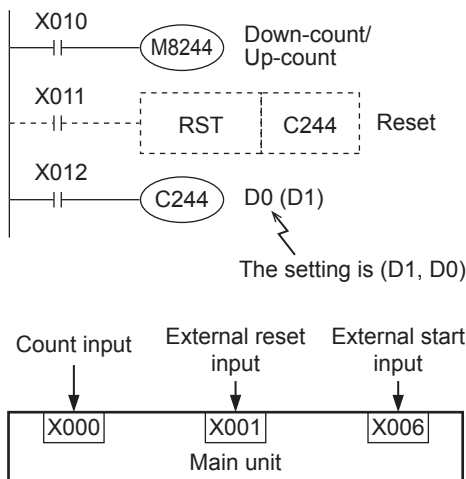 X010
M8244
Down-count/
Up-count
X011
RST
C244
Reset
X012
C244
D0 (D1)
The setting is (D1, D0)
Count input
External reset
input
External start
input
X000
X001
X006
Main unit